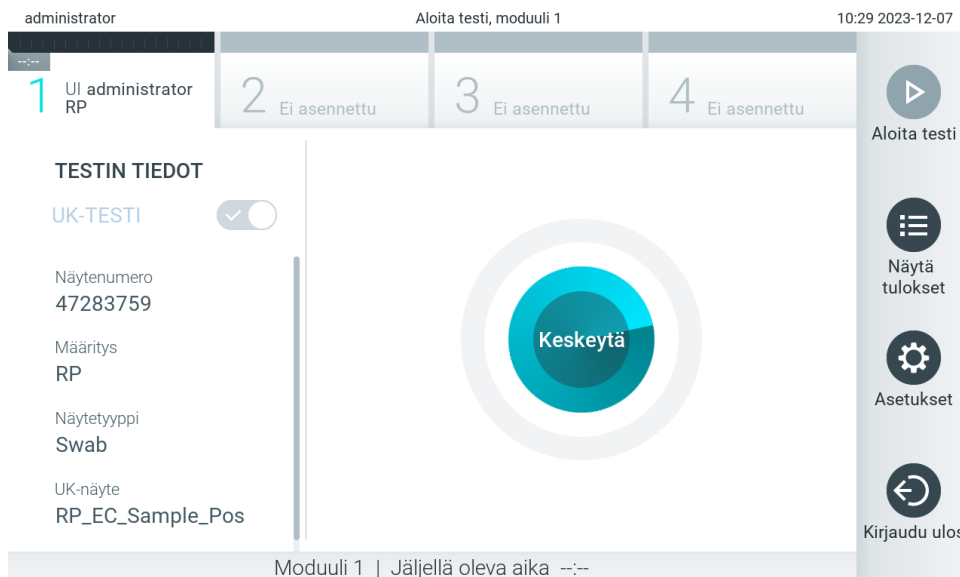 administrator
Aloita testi, moduuli 1
10:29 2023-12-07
--:--
1 UI administrator
RP
2 Ei asennettu
3 Ei asennettu
4 Ei asennettu
Aloita testi
TESTIN TIEDOT
UK-TESTI
Näytenumero
47283759
Määritys
RP
Näytetyyppi
Swab
UK-näyte
RP_EC_Sample_Pos
Keskeytä
Näytä
tulokset
Asetukset
Kirjaudu ulos
Moduuli 1 | Jäljellä oleva aika --:--